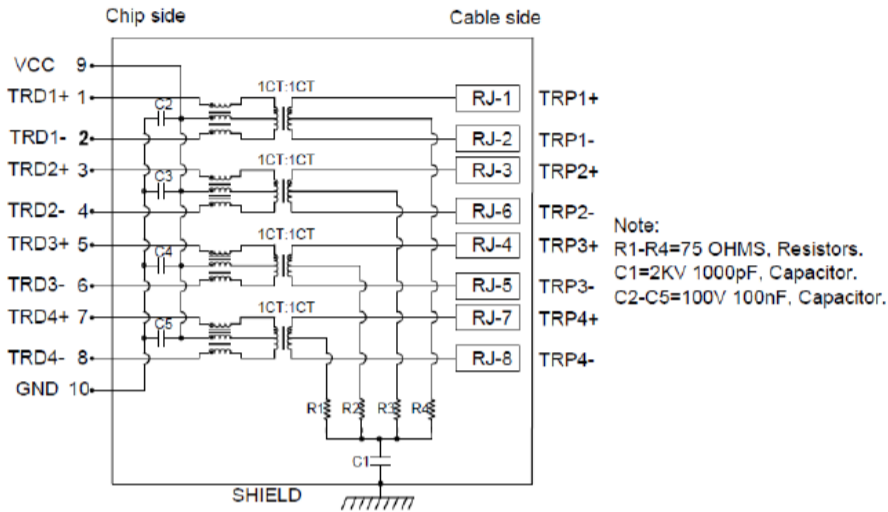 Chip side
Cable side
VCC 9
TRD1+ 1
C2
1CT:1CT
RJ-1
TRP1+
TRD1- 2
RJ-2
TRP1-
TRD2+ 3
C3
1CT:1CT
RJ-3
TRP2+
TRD2- 4
RJ-6
TRP2-
TRD3+ 5
C4
1CT:1CT
RJ-4
TRP3+
TRD3- 6
RJ-5
TRP3-
TRD4+ 7
C5
1CT:1CT
RJ-7
TRP4+
TRD4- 8
RJ-8
TRP4-
GND 10
R1
R2
R3
R4
C1
SHIELD
Note:
R1-R4=75 OHMS, Resistors.
C1=2KV 1000pF, Capacitor.
C2-C5=100V 100nF, Capacitor.